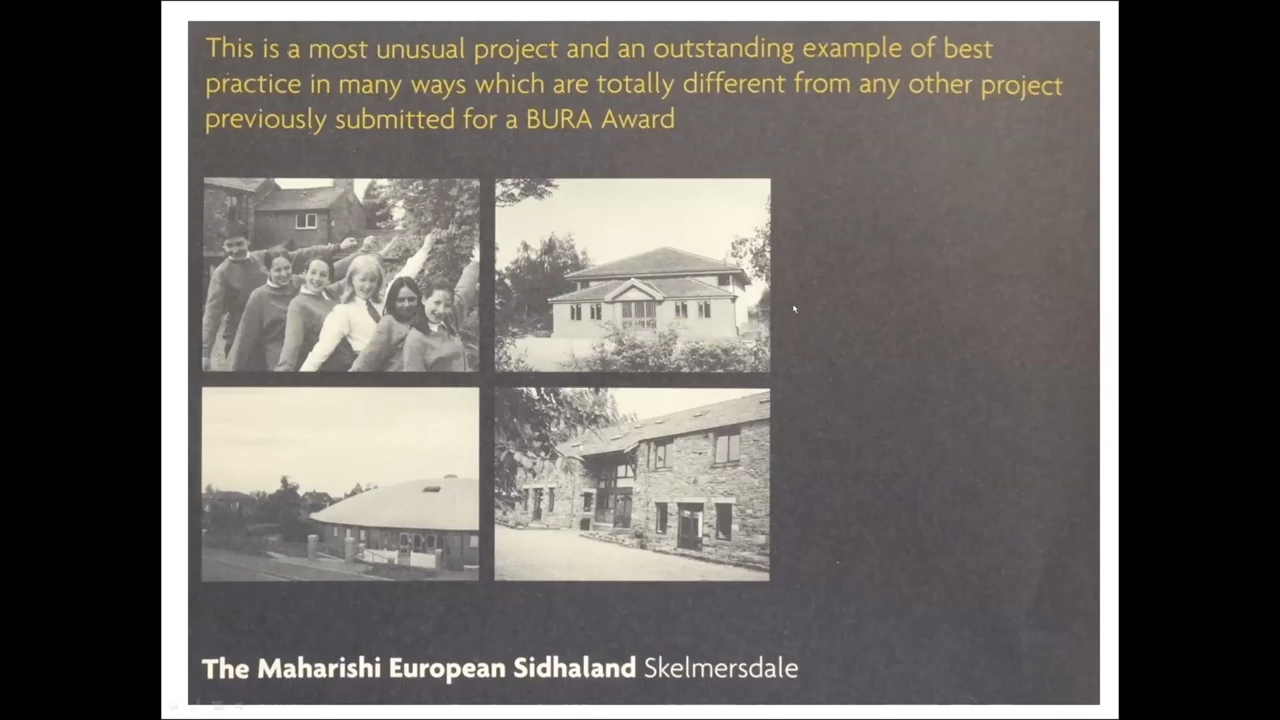 This is a most unusual project and an outstanding example of best
practice in many ways which are totally different from any other project
previously submitted for a BURA Award
The Maharishi European Sidhaland Skelmersdale